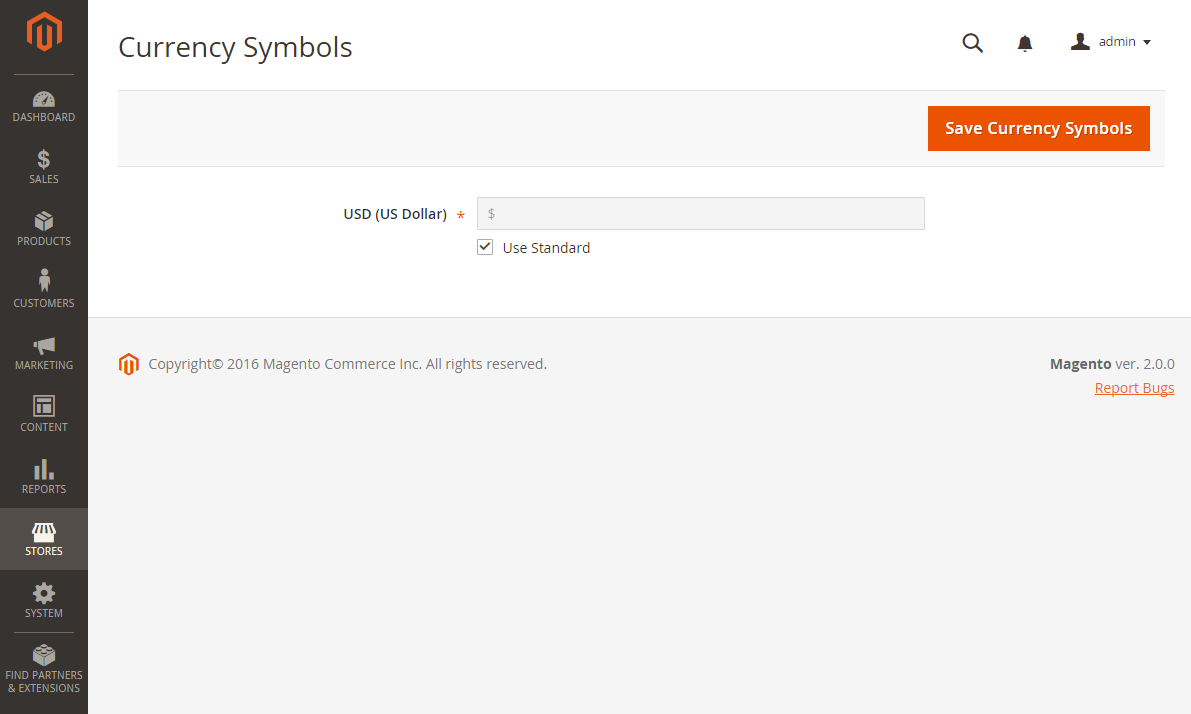 Currency Symbols
admin
Save Currency Symbols
USD (US Dollar) *
$
Use Standard
DASHBOARD
$
SALES
PRODUCTS
CUSTOMERS
MARKETING
CONTENT
REPORTS
STORES
SYSTEM
FIND PARTNERS
& EXTENSIONS
Copyright© 2016 Magento Commerce Inc. All rights reserved.
Magento ver. 2.0.0
Report Bugs